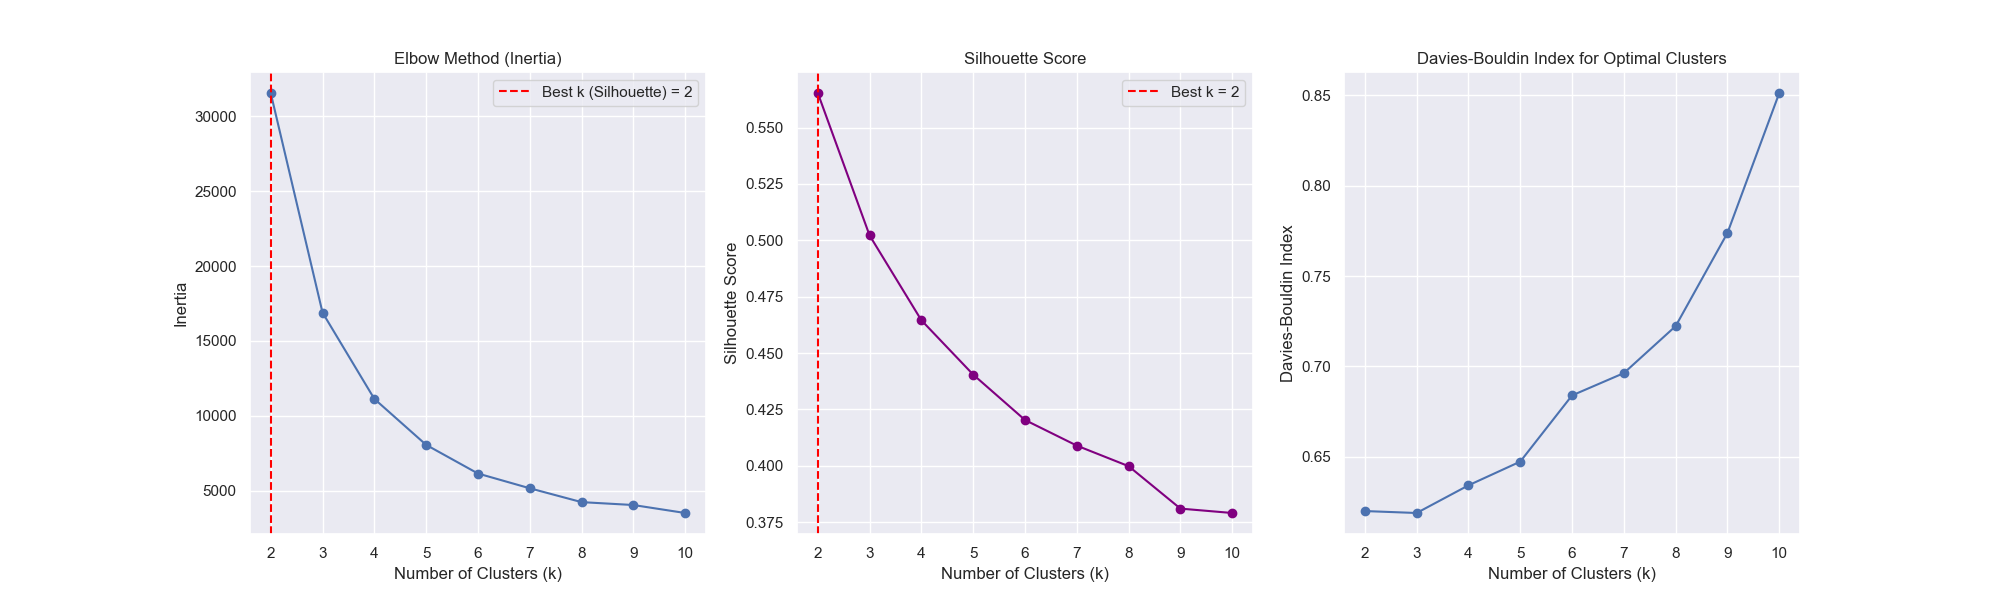 Elbow Method (Inertia)
Best k (Silhouette) = 2
30000
25000
20000
15000
10000
5000
Inertia
2 3 4 5 6 7 8 9 10
Number of Clusters (k)
Silhouette Score
Best k = 2
0.550
0.525
0.500
0.475
0.450
0.425
0.400
0.375
Silhouette Score
2 3 4 5 6 7 8 9 10
Number of Clusters (k)
Davies-Bouldin Index for Optimal Clusters
0.85
0.80
0.75
0.70
0.65
Davies-Bouldin Index
2 3 4 5 6 7 8 9 10
Number of Clusters (k)